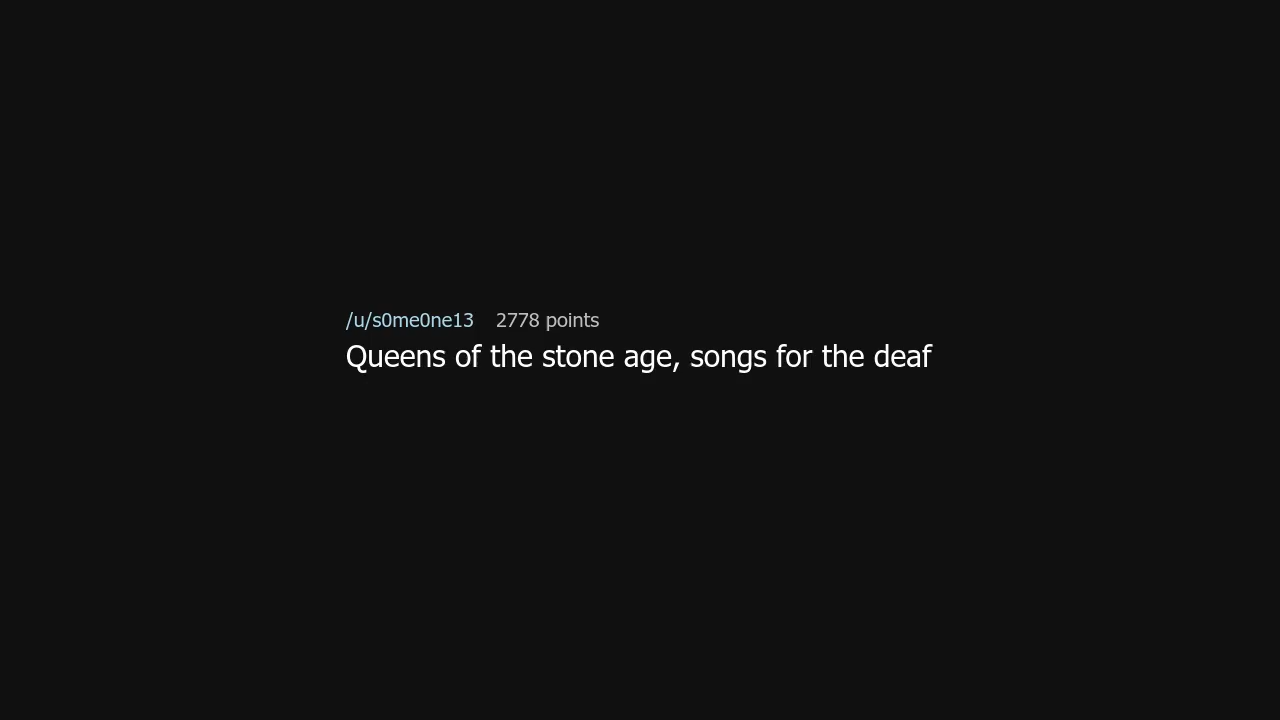 /u/s0me0ne13 2778 points
Queens of the stone age, songs for the deaf